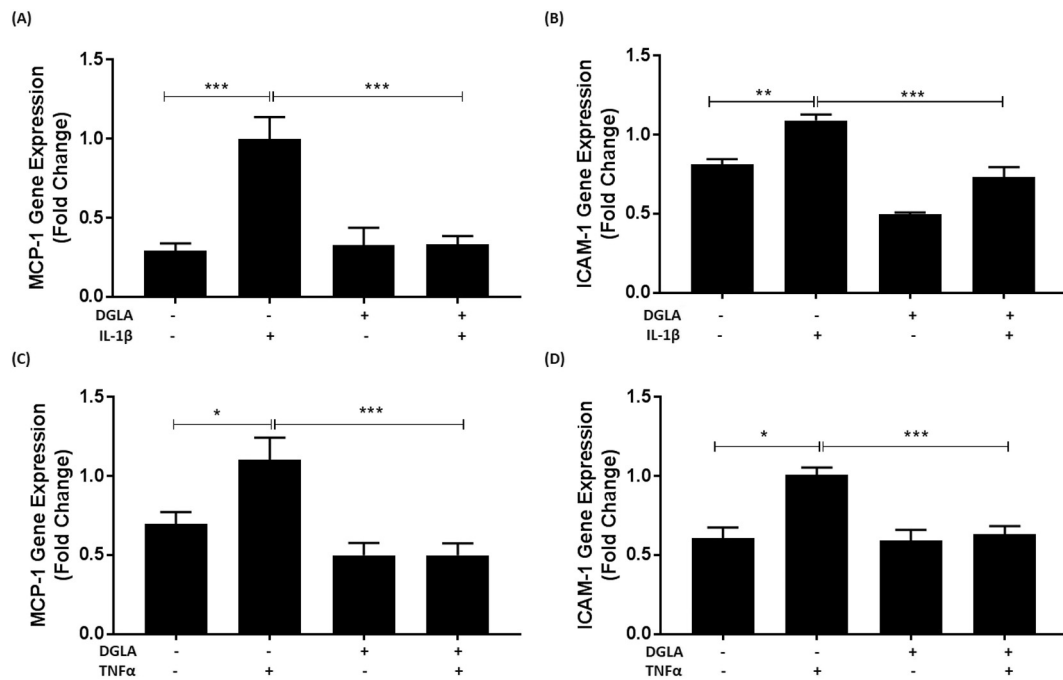 (A)
MCP-1 Gene Expression
(Fold Change)
1.5
1.0
0.5
0.0
***
***
DGLA - - + +
IL-1β - + - +
(B)
ICAM-1 Gene Expression
(Fold Change)
1.5
1.0
0.5
0.0
**
***
DGLA - - + +
IL-1β - + - +
(C)
MCP-1 Gene Expression
(Fold Change)
1.5
1.0
0.5
0.0
*
***
DGLA - - + +
TNFα - + - +
(D)
ICAM-1 Gene Expression
(Fold Change)
1.5
1.0
0.5
0.0
*
***
DGLA - - + +
TNFα - + - +